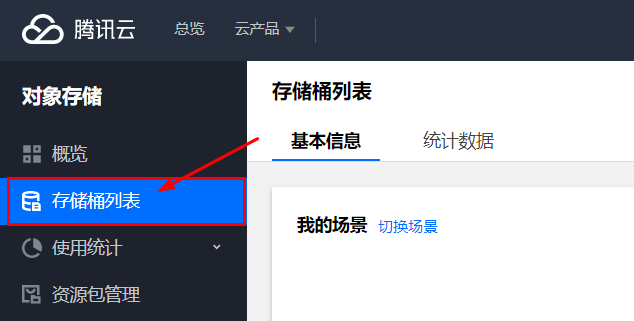 腾讯云 总览 云产品
对象存储
存储桶列表
概览
基本信息 统计数据
存储桶列表
我的场景 切换场景
使用统计
资源包管理